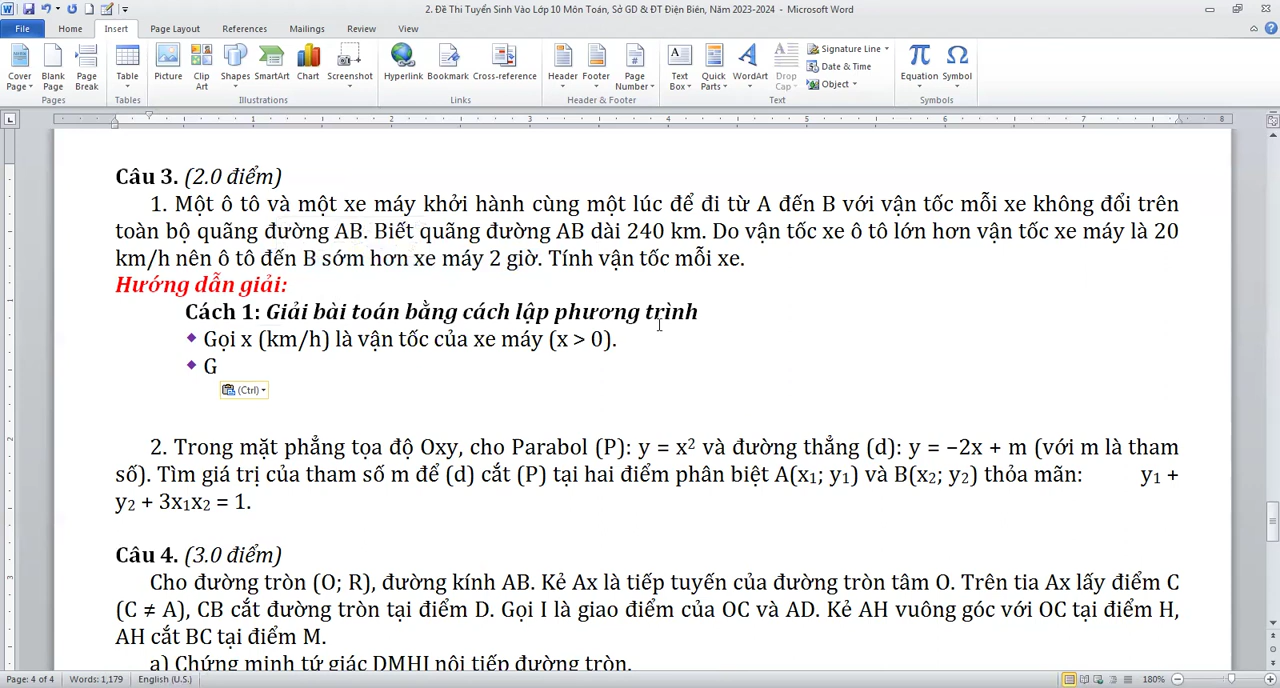 2. Đề Thi Tuyển Sinh Vào Lớp 10 Môn Toán, Sở GD & ĐT Điện Biên, Năm 2023-2024 - Microsoft Word
File Home Insert Page Layout References Mailings Review View
Cover Page Blank Page Page Break Table Picture Clip Art Shapes SmartArt Chart Screenshot Hyperlink Bookmark Cross-reference Header Footer Page Number Text Box Quick Parts WordArt Drop Cap Signature Line Date & Time Object Equation Symbol
Pages Tables Illustrations Links Header & Footer Text Symbols
1 2 3 4 5 6 7 8
Câu 3. (2.0 điểm)
1. Một ô tô và một xe máy khởi hành cùng một lúc để đi từ A đến B với vận tốc mỗi xe không đổi trên
toàn bộ quãng đường AB. Biết quãng đường AB dài 240 km. Do vận tốc xe ô tô lớn hơn vận tốc xe máy là 20
km/h nên ô tô đến B sớm hơn xe máy 2 giờ. Tính vận tốc mỗi xe.
Hướng dẫn giải:
Cách 1: Giải bài toán bằng cách lập phương trình
◆ Gọi x (km/h) là vận tốc của xe máy (x > 0).
◆ G
(Ctrl)
2. Trong mặt phẳng tọa độ Oxy, cho Parabol (P): y = x² và đường thẳng (d): y = −2x + m (với m là tham
số). Tìm giá trị của tham số m để (d) cắt (P) tại hai điểm phân biệt A(x₁; y₁) và B(x₂; y₂) thỏa mãn: y₁ +
y₂ + 3x₁x₂ = 1.
Câu 4. (3.0 điểm)
Cho đường tròn (O; R), đường kính AB. Kẻ Ax là tiếp tuyến của đường tròn tâm O. Trên tia Ax lấy điểm C
(C ≠ A), CB cắt đường tròn tại điểm D. Gọi I là giao điểm của OC và AD. Kẻ AH vuông góc với OC tại điểm H,
AH cắt BC tại điểm M.
a) Chứng minh tứ giác DMHI nội tiếp đường tròn.
Page: 4 of 4 Words: 1,179 English (U.S.) 180%